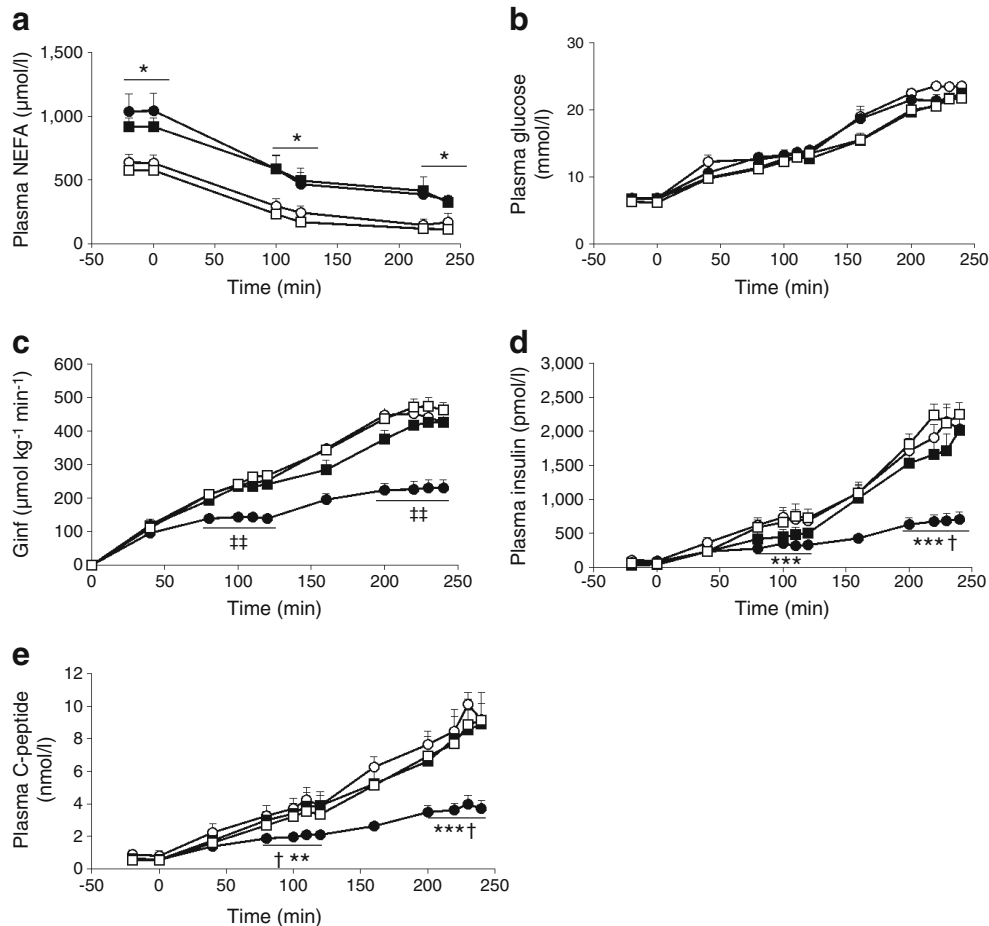 a
1,500
1,000
500
0
-50 0 50 100 150 200 250
Time (min)
Plasma NEFA (µmol/l)
*
*
*
b
30
20
10
0
-50 0 50 100 150 200 250
Time (min)
Plasma glucose
(mmol/l)
c
600
500
400
300
200
100
0
0 50 100 150 200 250
Time (min)
Ginf (µmol kg-1 min-1)
‡‡
‡‡
d
3,000
2,500
2,000
1,500
1,000
500
0
-50 0 50 100 150 200 250
Time (min)
Plasma insulin (pmol/l)
***
***†
e
12
10
8
6
4
2
0
-50 0 50 100 150 200 250
Time (min)
Plasma C-peptide
(nmol/l)
† **
***†